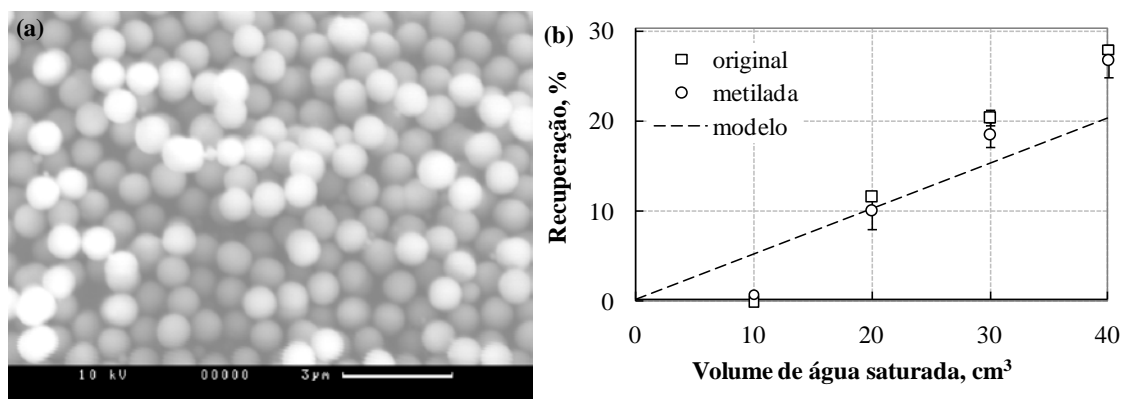 (a)
10 kV 00000 3μm
(b)
30
20
10
0
0 10 20 30 40
original
metilada
modelo
Recuperação, %
Volume de água saturada, cm³